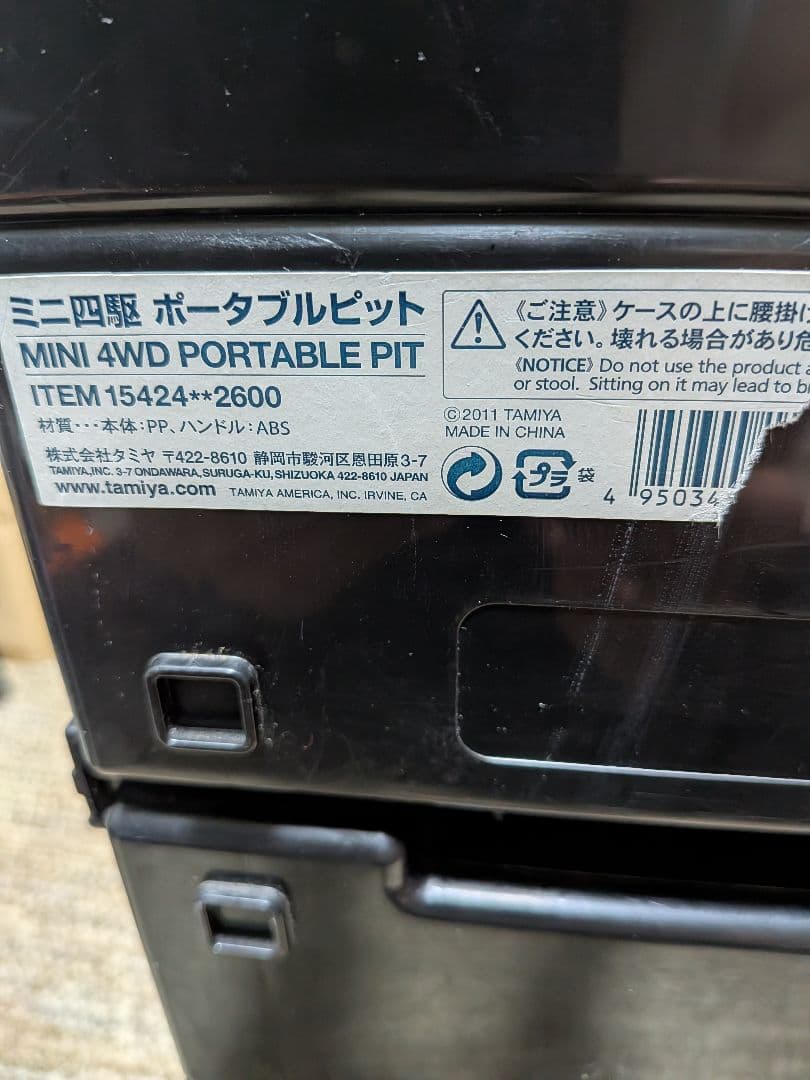 ミニ四駆 ポータブルピット
MINI 4WD PORTABLE PIT
ITEM 15424**2600
材質･･･本体:PP、ハンドル:ABS
株式会社タミヤ 〒422-8610 静岡市駿河区恩田原3-7
TAMIYA,INC. 3-7 ONDAWARA, SURUGA-KU, SHIZUOKA 422-8610 JAPAN
www.tamiya.com TAMIYA AMERICA, INC. IRVINE, CA
《ご注意》ケースの上に腰掛け
ください。壊れる場合があり危
《NOTICE》Do not use the product a
or stool. Sitting on it may lead to b
©2011 TAMIYA
MADE IN CHINA
プラ 袋
4 95034